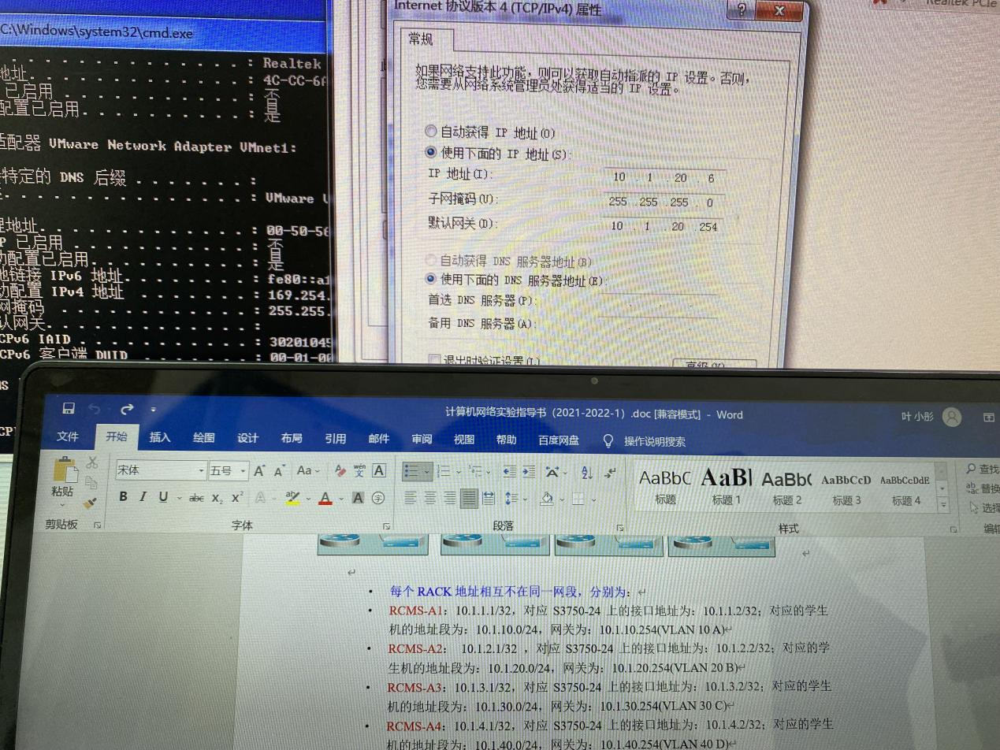 Internet 协议版本 4 (TCP/IPv4) 属性
C:\Windows\system32\cmd.exe
常规
如果网络支持此功能，则可以获取自动指派的 IP 设置。否则，
您需要从网络系统管理员处获得适当的 IP 设置。
自动获得 IP 地址(O)
使用下面的 IP 地址(S):
IP 地址(I): 10 . 1 . 20 . 6
子网掩码(U): 255 . 255 . 255 . 0
默认网关(D): 10 . 1 . 20 . 254
自动获得 DNS 服务器地址(B)
使用下面的 DNS 服务器地址(E):
首选 DNS 服务器(P): . . .
备用 DNS 服务器(A): . . .
退出时验证设置(L)
高级(V)
. . . . . . . . . . . . . . . : Realtek
地址. . . . . . . . . . . . . : 4C-CC-6A
已启用 . . . . . . . . . . . : 否
配置已启用. . . . . . . . . . : 是
适配器 VMware Network Adapter VMnet1:
特定的 DNS 后缀 . . . . . . . :
. . . . . . . . . . . . . . . : VMware
地址. . . . . . . . . . . . . : 00-50-56
P 已启用 . . . . . . . . . . : 否
配置已启用. . . . . . . . . . : 是
链接 IPv6 地址. . . . . . . . : fe80::a1
配置 IPv4 地址 . . . . . . . : 169.254.
网掩码 . . . . . . . . . . . : 255.255.
认网关. . . . . . . . . . . . :
CPv6 IAID . . . . . . . . . . : 30201045
CPv6 客户端 DUID . . . . . . . : 00-01-00
Realtek PCIe
计算机网络实验指导书（2021-2022-1）.doc [兼容模式] - Word
叶 小彤
文件 开始 插入 绘图 设计 布局 引用 邮件 审阅 视图 帮助 百度网盘 操作说明搜索
粘贴
宋体 五号 Aa
B I U abc X₂ X² A A A
AaBbC AaBl AaBb( AaBbCcD AaBbCcDdE
标题 标题 1 标题 2 标题 3 标题 4
查找
替换
选择
剪贴板 字体 段落 样式 编辑
每个 RACK 地址相互不在同一网段，分别为：
RCMS-A1：10.1.1.1/32，对应 S3750-24 上的接口地址为：10.1.1.2/32；对应的学生
机的地址段为：10.1.10.0/24，网关为：10.1.10.254(VLAN 10 A)
RCMS-A2： 10.1.2.1/32 ，对应 S3750-24 上的接口地址为：10.1.2.2/32；对应的学
生机的地址段为：10.1.20.0/24，网关为：10.1.20.254(VLAN 20 B)
RCMS-A3：10.1.3.1/32，对应 S3750-24 上的接口地址为：10.1.3.2/32；对应的学生
机的地址段为：10.1.30.0/24，网关为：10.1.30.254(VLAN 30 C)
RCMS-A4：10.1.4.1/32，对应 S3750-24 上的接口地址为：10.1.4.2/32；对应的学生
机的地址段为：10.1.40.0/24，网关为：10.1.40.254(VLAN 40 D)